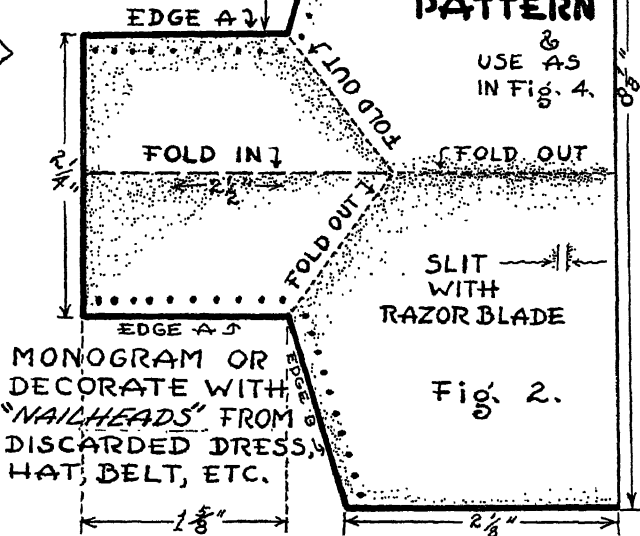 PATTERN
&
USE AS
IN Fig. 4.
EDGE A
FOLD OUT
8 1/2"
2 1/4"
FOLD IN
FOLD OUT
2 1/2"
FOLD OUT
SLIT
WITH
RAZOR BLADE
EDGE A
EDGE B
MONOGRAM OR
DECORATE WITH
"NAILHEADS" FROM
DISCARDED DRESS,
HAT, BELT, ETC.
Fig. 2.
1 5/8"
2 1/8"